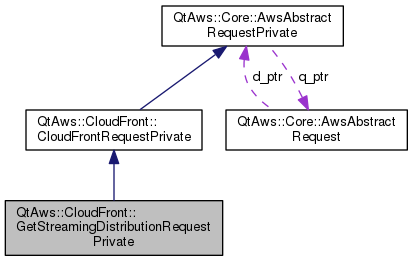 QtAws::Core::AwsAbstract
RequestPrivate
d_ptr
q_ptr
QtAws::CloudFront::
CloudFrontRequestPrivate
QtAws::Core::AwsAbstract
Request
QtAws::CloudFront::
GetStreamingDistributionRequest
Private